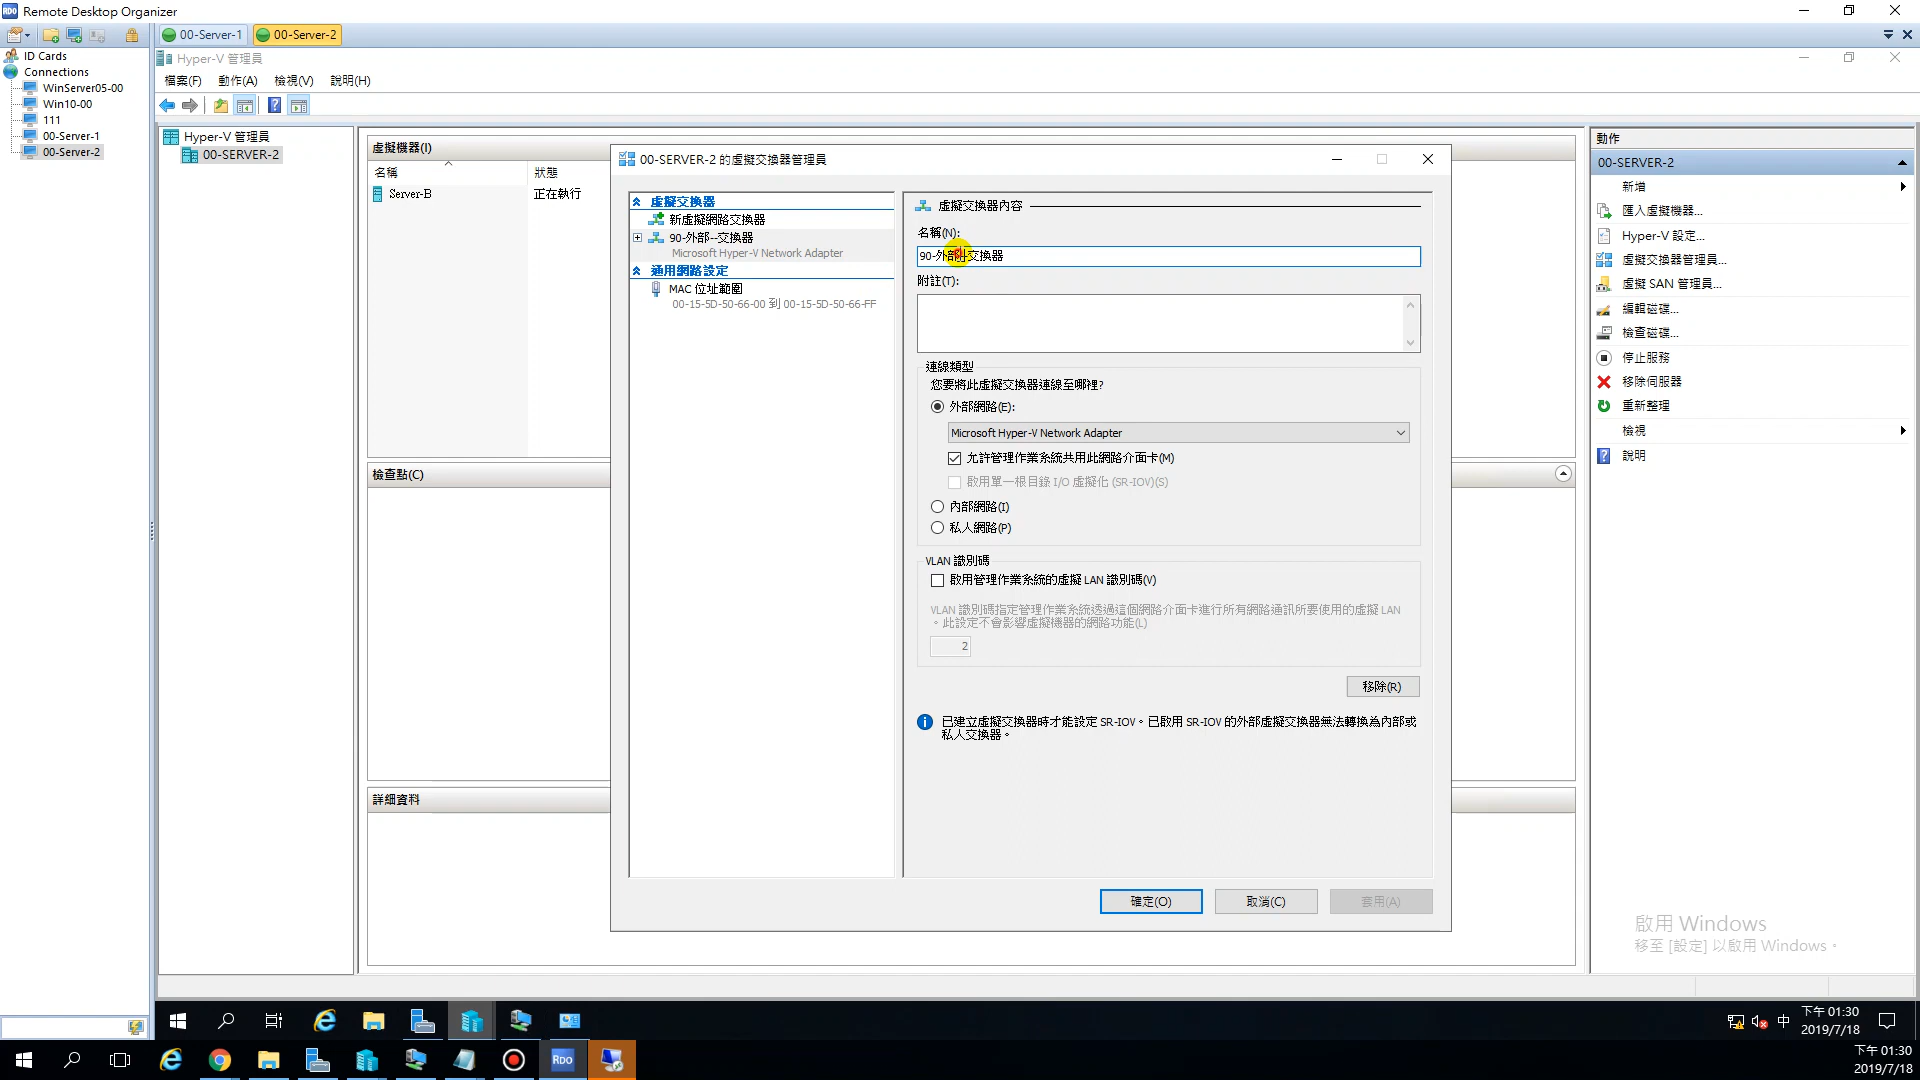 Remote Desktop Organizer
00-Server-1
00-Server-2
ID Cards
Connections
WinServer05-00
Win10-00
111
00-Server-1
00-Server-2
Hyper-V 管理員
檔案(F) 動作(A) 檢視(V) 說明(H)
Hyper-V 管理員
00-SERVER-2
虛擬機器(I)
名稱 狀態
Server-B 正在執行
檢查點(C)
詳細資料
00-SERVER-2 的虛擬交換器管理員
虛擬交換器
新虛擬網路交換器
90-外部--交換器
Microsoft Hyper-V Network Adapter
通用網路設定
MAC 位址範圍
00-15-5D-50-66-00 到 00-15-5D-50-66-FF
虛擬交換器內容
名稱(N):
90-外部--交換器
附註(T):
連線類型
您要將此虛擬交換器連線至哪裡?
外部網路(E):
Microsoft Hyper-V Network Adapter
允許管理作業系統共用此網路介面卡(M)
啟用單一根目錄 I/O 虛擬化 (SR-IOV)(S)
內部網路(I)
私人網路(P)
VLAN 識別碼
啟用管理作業系統的虛擬 LAN 識別碼(V)
VLAN 識別碼指定管理作業系統透過這個網路介面卡進行所有網路通訊所要使用的虛擬 LAN
。此設定不會影響虛擬機器的網路功能(L)
2
移除(R)
已建立虛擬交換器時才能設定 SR-IOV。已啟用 SR-IOV 的外部虛擬交換器無法轉換為內部或
私人交換器。
確定(O) 取消(C) 套用(A)
動作
00-SERVER-2
新增
匯入虛擬機器...
Hyper-V 設定...
虛擬交換器管理員...
虛擬 SAN 管理員...
編輯磁碟...
檢查磁碟...
停止服務
移除伺服器
重新整理
檢視
說明
啟用 Windows
移至 [設定] 以啟用 Windows。
中
下午 01:30
2019/7/18
RDO
下午 01:30
2019/7/18